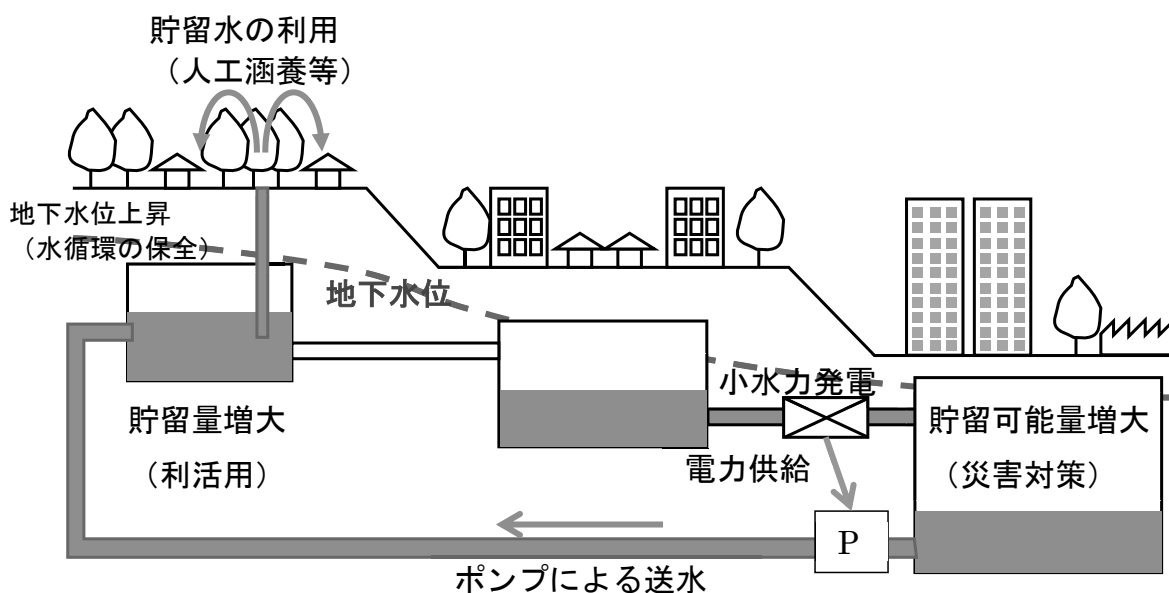 貯留水の利用
（人工涵養等）
地下水位上昇
（水循環の保全）
地下水位
小水力発電
貯留量増大
（利活用）
貯留可能量増大
（災害対策）
電力供給
P
ポンプによる送水